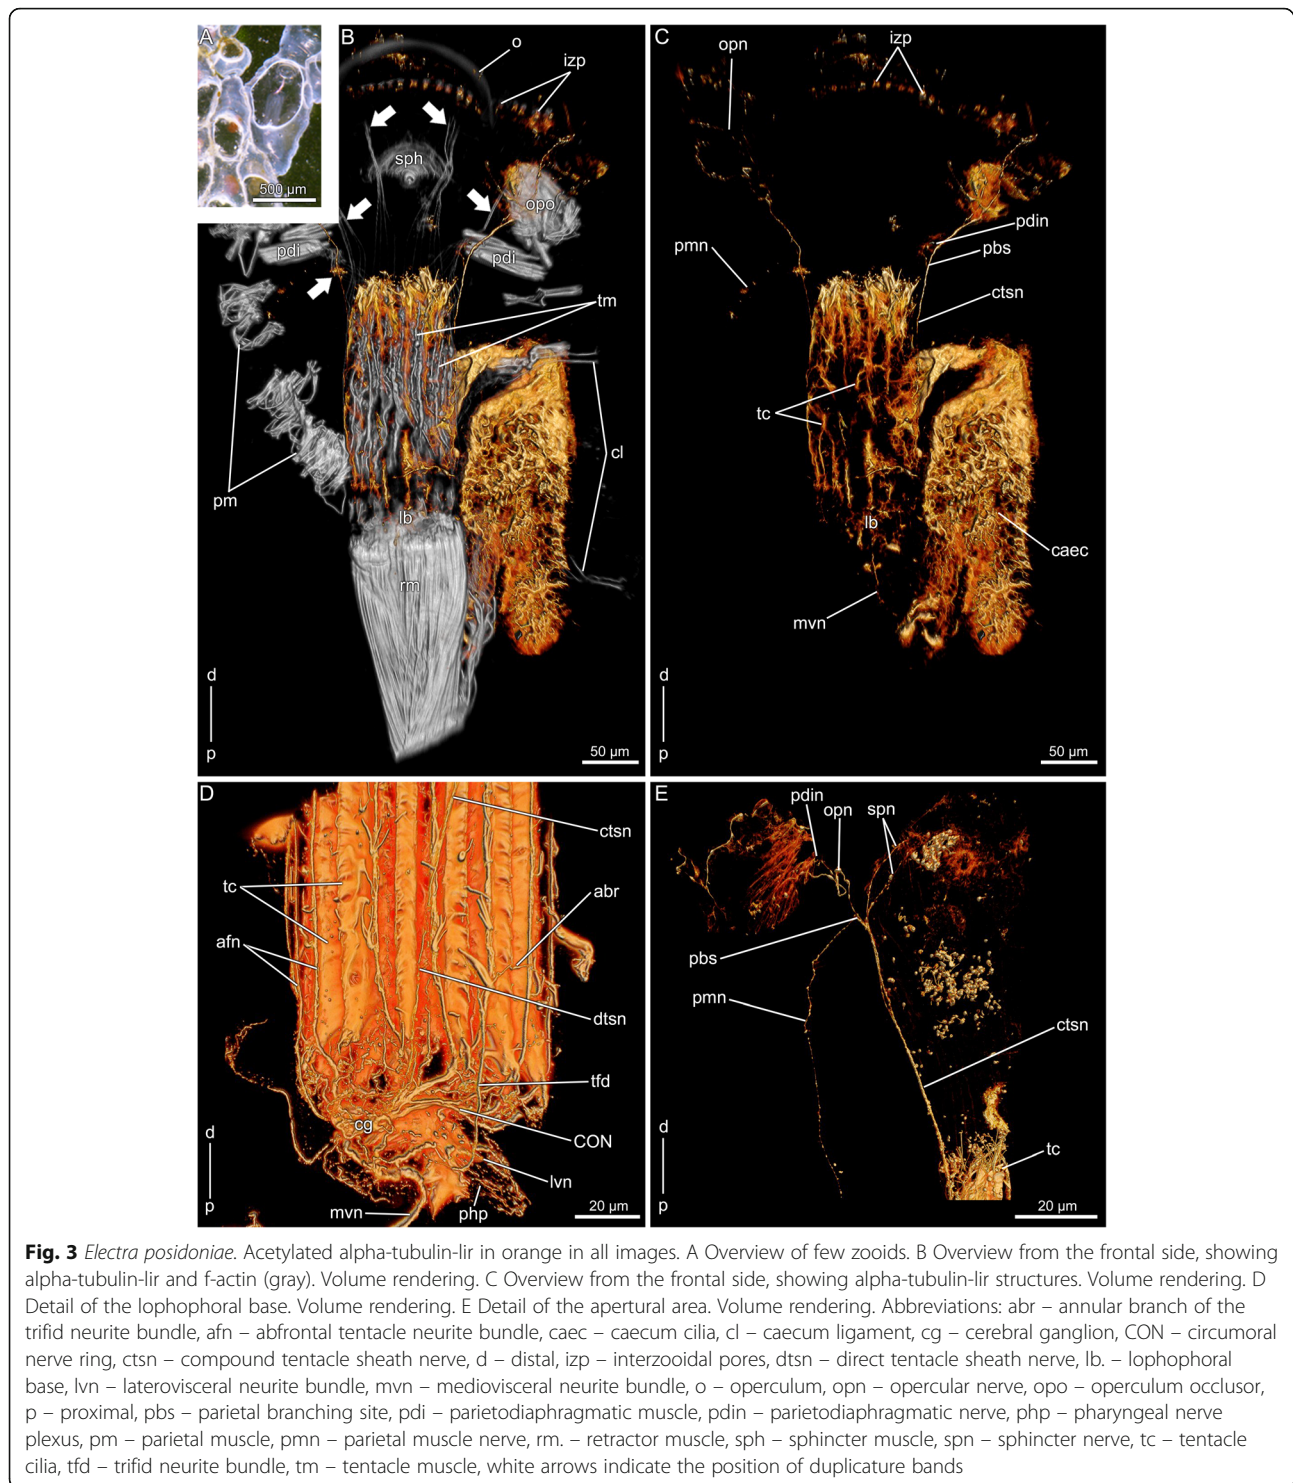 A
500 µm
B
o
izp
sph
opo
pdi
pdi
tm
pm
cl
lb
rm
d
p
50 µm
C
opn
izp
pmn
pdin
pbs
ctsn
tc
lb
caec
mvn
d
p
50 µm
D
ctsn
tc
abr
afn
dtsn
tfd
cg
CON
lvn
mvn
php
d
p
20 µm
E
pdin
opn
spn
pbs
pmn
ctsn
tc
d
p
20 µm
Fig. 3 Electra posidoniae. Acetylated alpha-tubulin-lir in orange in all images. A Overview of few zooids. B Overview from the frontal side, showing
alpha-tubulin-lir and f-actin (gray). Volume rendering. C Overview from the frontal side, showing alpha-tubulin-lir structures. Volume rendering. D
Detail of the lophophoral base. Volume rendering. E Detail of the apertural area. Volume rendering. Abbreviations: abr – annular branch of the
trifid neurite bundle, afn – abfrontal tentacle neurite bundle, caec – caecum cilia, cl – caecum ligament, cg – cerebral ganglion, CON – circumoral
nerve ring, ctsn – compound tentacle sheath nerve, d – distal, izp – interzooidal pores, dtsn – direct tentacle sheath nerve, lb. – lophophoral
base, lvn – laterovisceral neurite bundle, mvn – mediovisceral neurite bundle, o – operculum, opn – opercular nerve, opo – operculum occlusor,
p – proximal, pbs – parietal branching site, pdi – parietodiaphragmatic muscle, pdin – parietodiaphragmatic nerve, php – pharyngeal nerve
plexus, pm – parietal muscle, pmn – parietal muscle nerve, rm. – retractor muscle, sph – sphincter muscle, spn – sphincter nerve, tc – tentacle
cilia, tfd – trifid neurite bundle, tm – tentacle muscle, white arrows indicate the position of duplicature bands